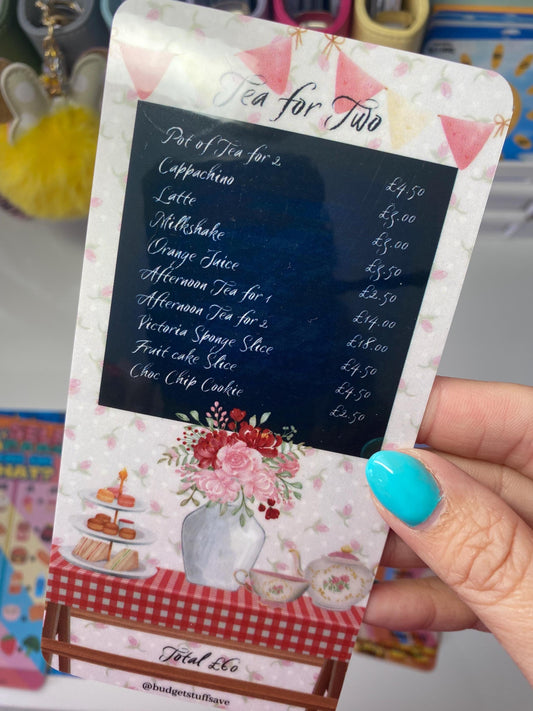 Tea for Two
Pot of Tea for 2 £4.50
Cappachino £3.00
Latte £3.00
Milkshake £3.50
Orange Juice £2.50
Afternoon Tea for 1 £14.00
Afternoon Tea for 2 £18.00
Victoria Sponge Slice £4.50
Fruit cake Slice £4.50
Choc Chip Cookie £2.50
Total £60
@budgetstuffsave